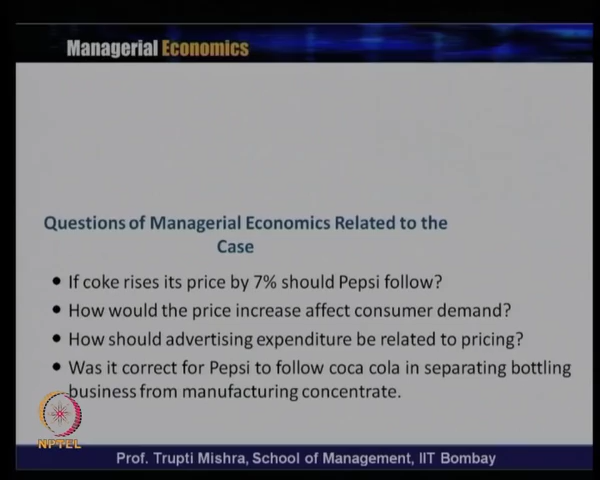 Managerial Economics
Questions of Managerial Economics Related to the
Case
If coke rises its price by 7% should Pepsi follow?
How would the price increase affect consumer demand?
How should advertising expenditure be related to pricing?
Was it correct for Pepsi to follow coca cola in separating bottling
business from manufacturing concentrate.
NPTEL
Prof. Trupti Mishra, School of Management, IIT Bombay